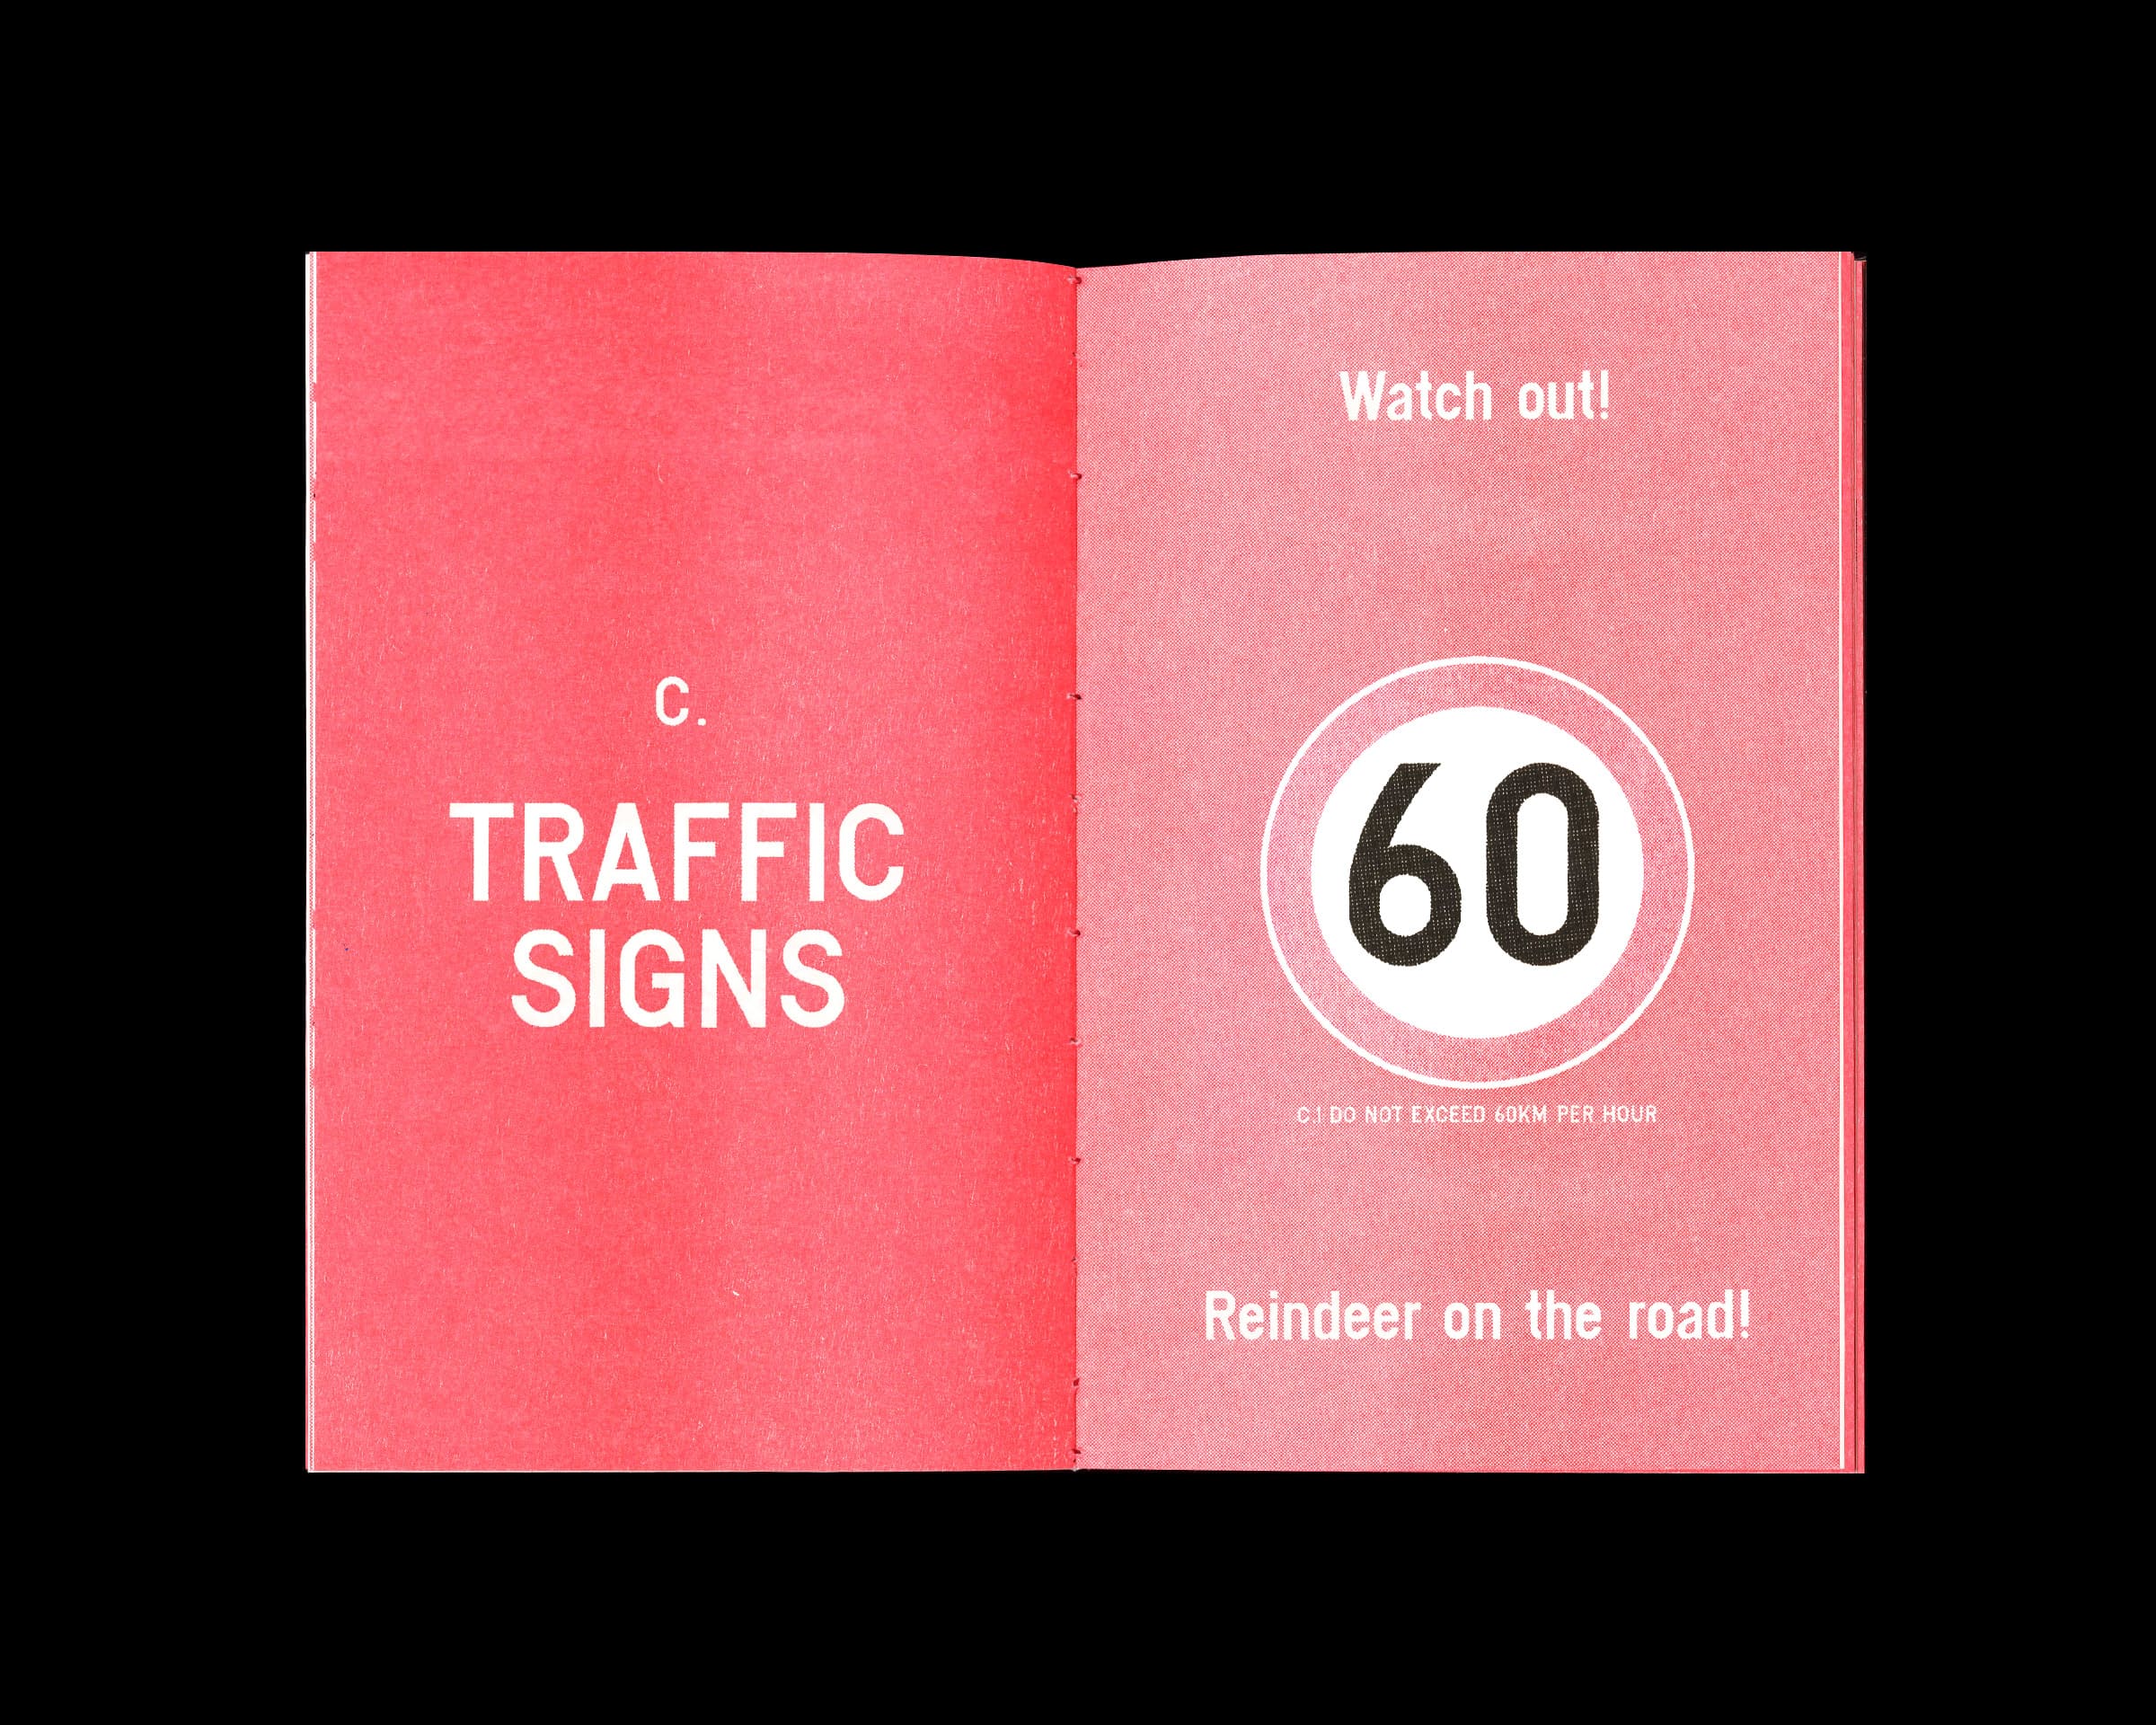 C.
TRAFFIC
SIGNS
Watch out!
60
C.1 DO NOT EXCEED 60KM PER HOUR
Reindeer on the road!